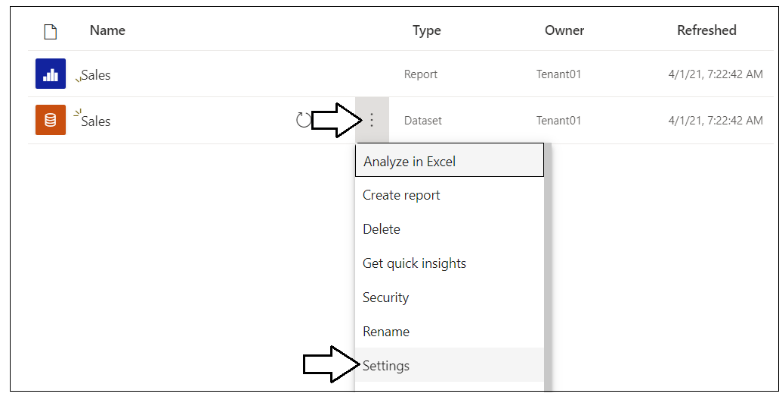 Name Type Owner Refreshed
Sales Report Tenant01 4/1/21, 7:22:42 AM
Sales Dataset Tenant01 4/1/21, 7:22:42 AM
Analyze in Excel
Create report
Delete
Get quick insights
Security
Rename
Settings